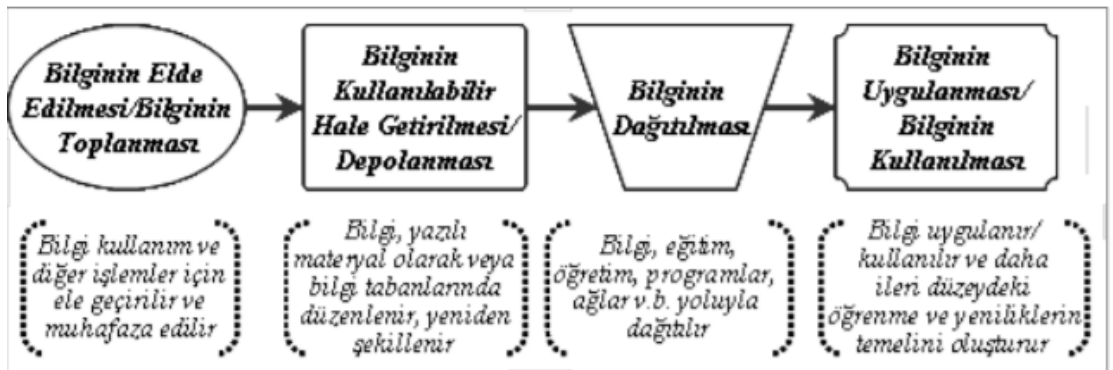 Bilginin Elde
Edilmesi/Bilginin
Toplanması
Bilginin
Kullanılabilir
Hale Getirilmesi/
Depolanması
Bilginin
Dağıtılması
Bilginin
Uygulanması/
Bilginin
Kullanılması
Bilgi kullanım ve
diğer işlemler için
ele geçirilir ve
muhafaza edilir
Bilgi, yazılı
materyal olarak veya
bilgi tabanlarında
düzenlenir, yeniden
şekillenir
Bilgi, eğitim,
öğretim, programlar,
ağlar v.b. yoluyla
dağıtılır
Bilgi uygulanır/
kullanılır ve daha
ileri düzeydeki
öğrenme ve yeniliklerin
temelini oluşturur